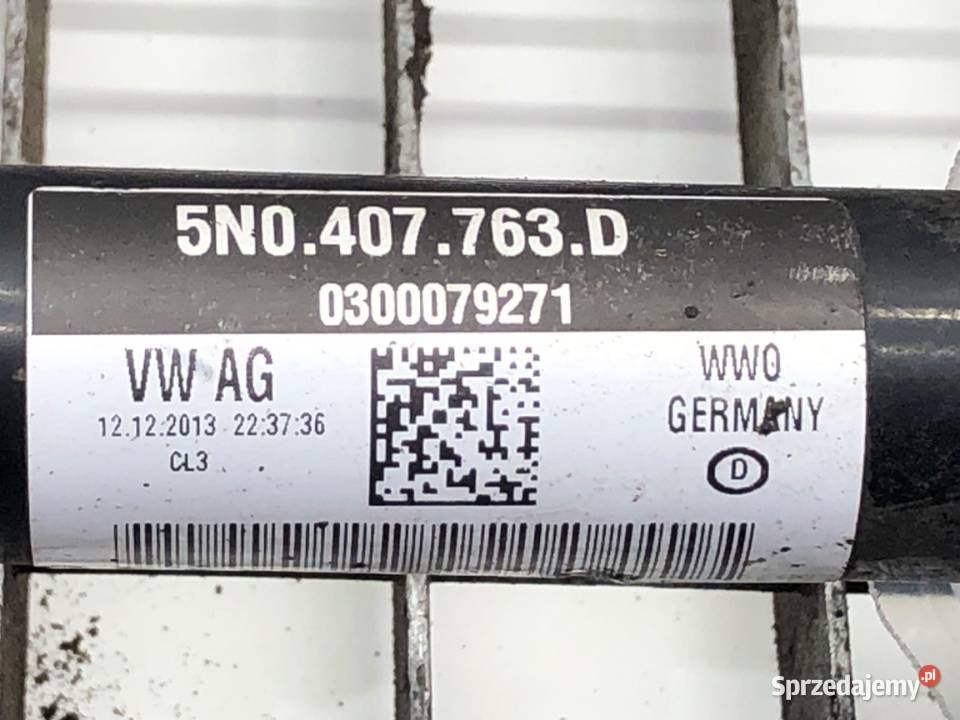 5N0.407.763.D
0300079271
VW AG
12.12.2013 22:37:36
CL3
WWO
GERMANY
D
Sprzedajemy.pl